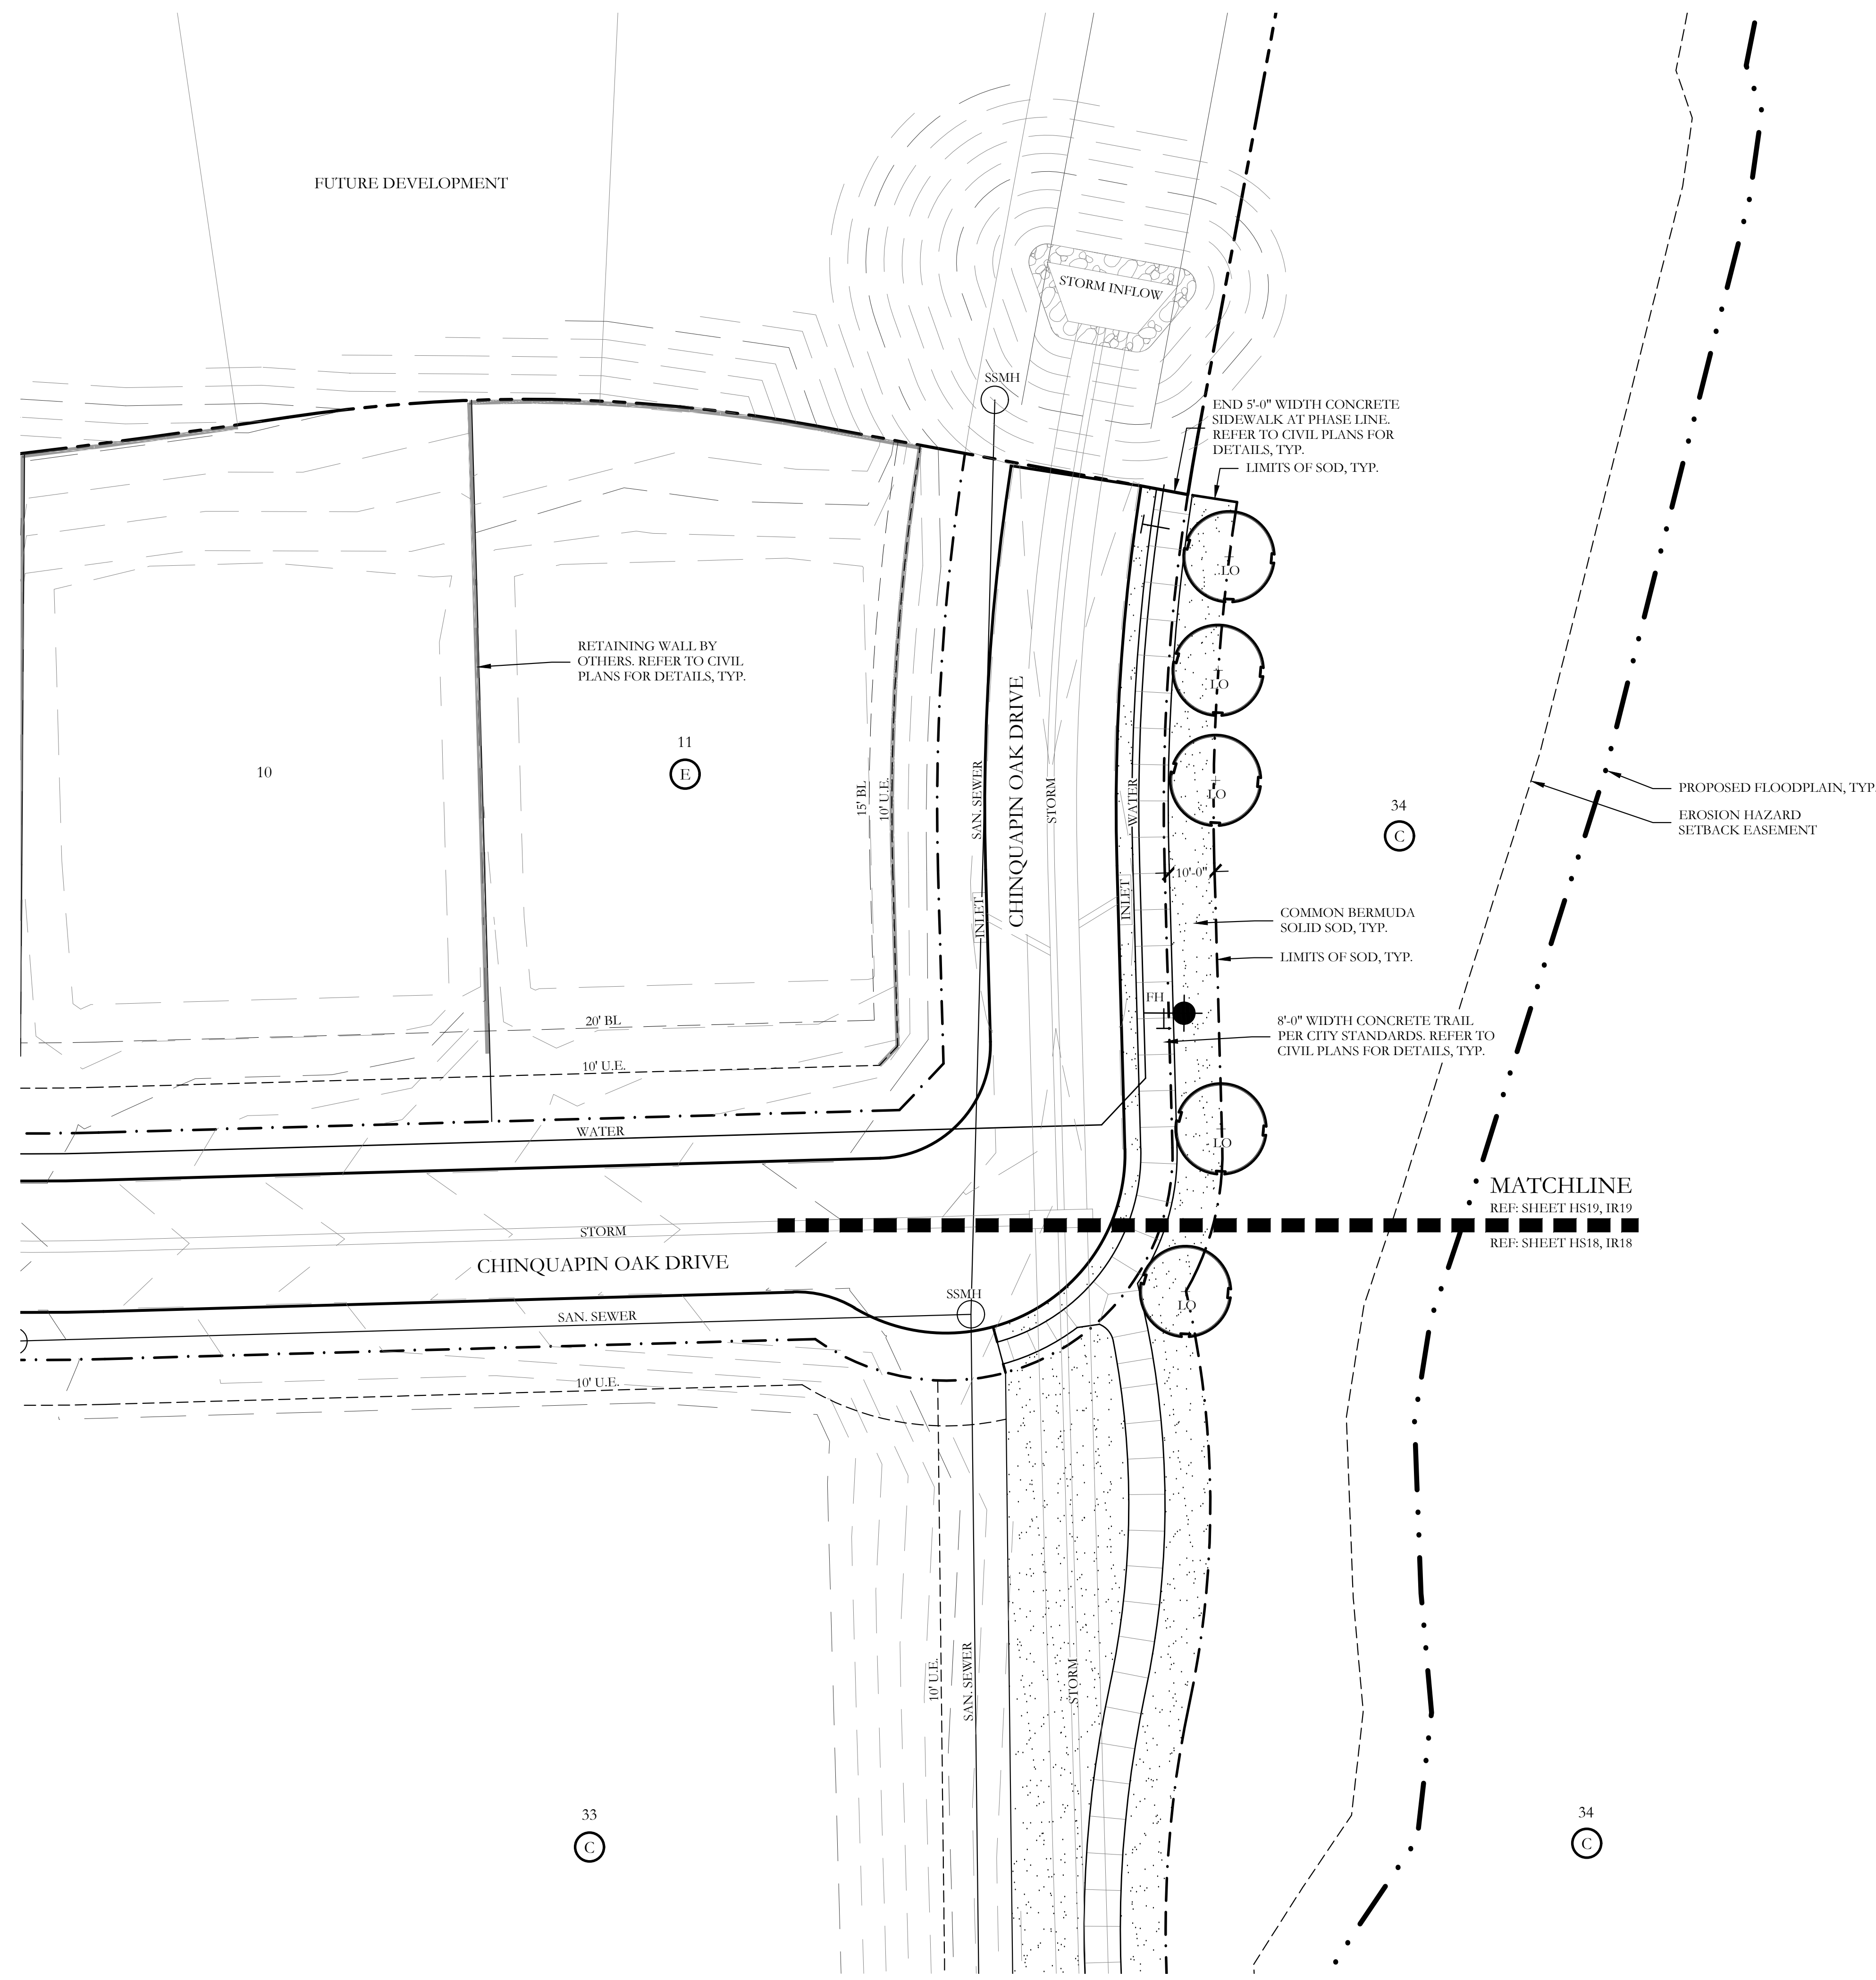 FUTURE DEVELOPMENT
STORM INFLOW
SSMH
END 5'-0" WIDTH CONCRETE
SIDEWALK AT PHASE LINE.
REFER TO CIVIL PLANS FOR
DETAILS, TYP.
LIMITS OF SOD, TYP.
LO
RETAINING WALL BY
OTHERS. REFER TO CIVIL
PLANS FOR DETAILS, TYP.
LO
10
11
E
15' BL
10' U.E.
SAN. SEWER
CHINQUAPIN OAK DRIVE
STORM
WATER
LO
34
C
PROPOSED FLOODPLAIN, TYP.
EROSION HAZARD
SETBACK EASEMENT
10'-0"
INLET
INLET
COMMON BERMUDA
SOLID SOD, TYP.
LIMITS OF SOD, TYP.
FH
20' BL
8'-0" WIDTH CONCRETE TRAIL
PER CITY STANDARDS. REFER TO
CIVIL PLANS FOR DETAILS, TYP.
10' U.E.
WATER
LO
MATCHLINE
REF: SHEET HS19, IR19
STORM
REF: SHEET HS18, IR18
CHINQUAPIN OAK DRIVE
SSMH
LO
SAN. SEWER
10' U.E.
10' U.E.
SAN. SEWER
STORM
33
C
34
C